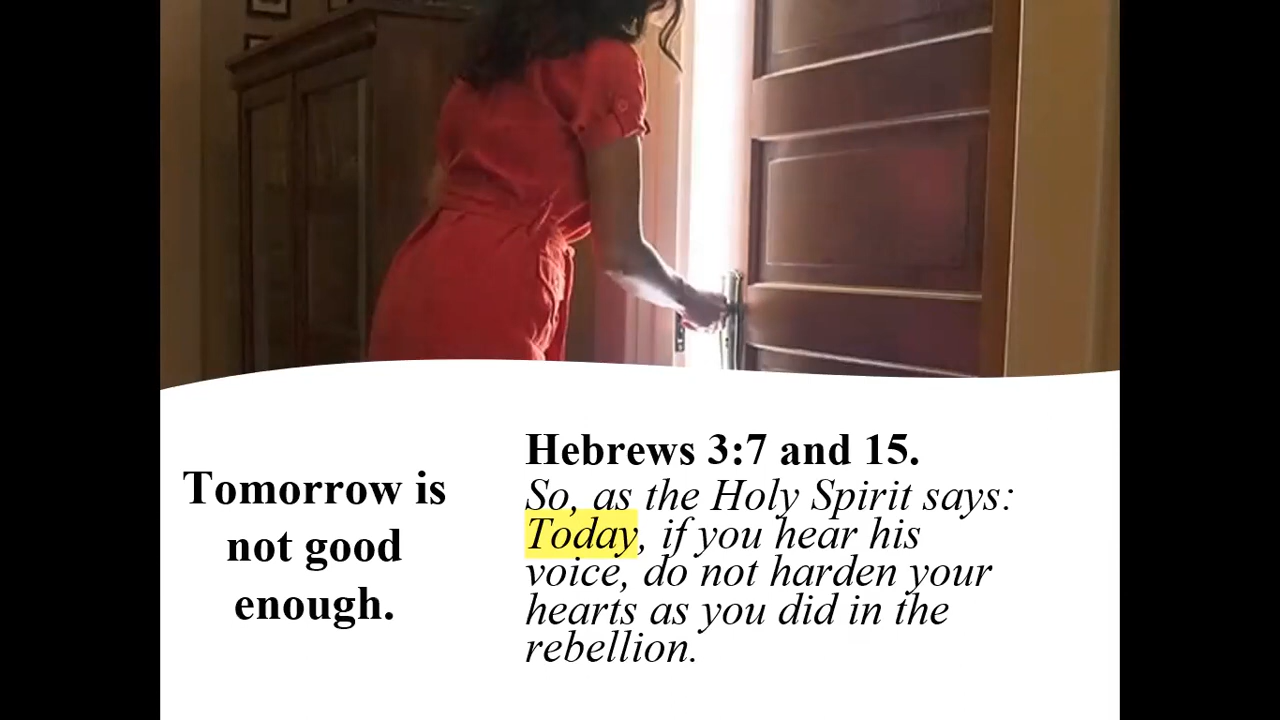 Tomorrow is
not good
enough.
Hebrews 3:7 and 15.
So, as the Holy Spirit says:
Today, if you hear his
voice, do not harden your
hearts as you did in the
rebellion.